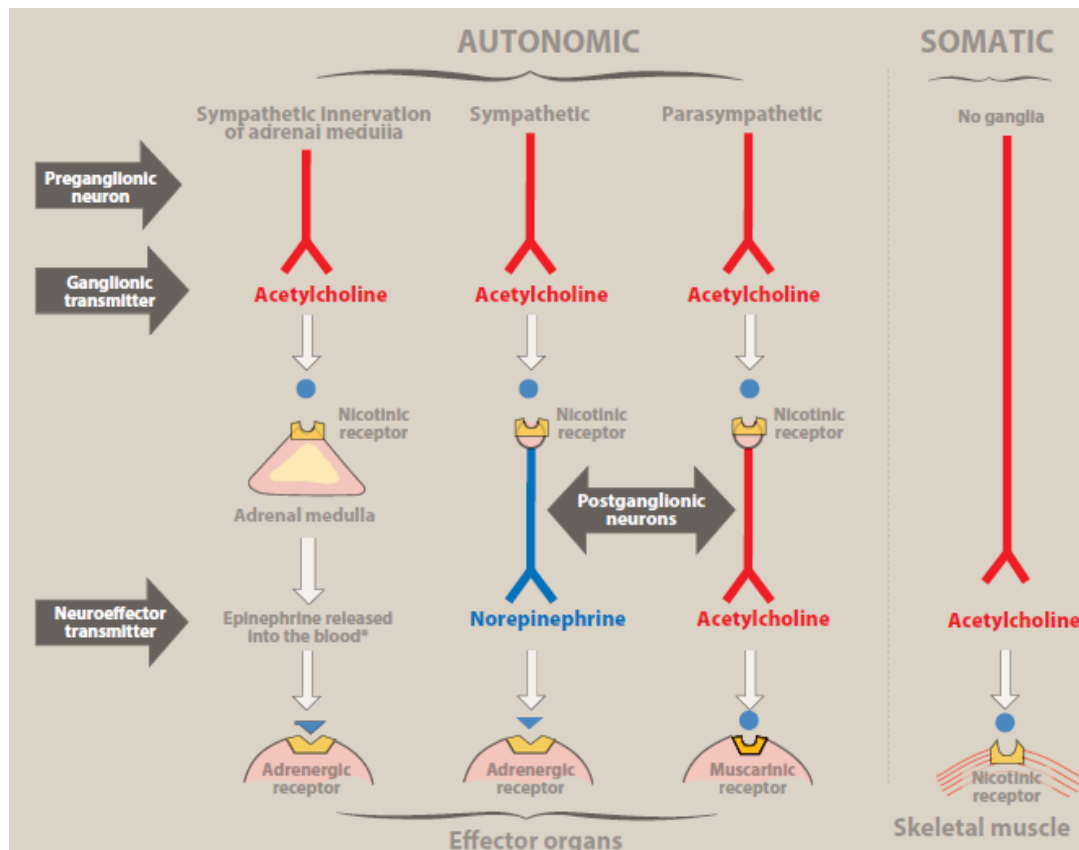 AUTONOMIC
SOMATIC
Sympathetic innervation
of adrenal medulla
Sympathetic
Parasympathetic
No ganglia
Preganglionic
neuron
Ganglionic
transmitter
Acetylcholine
Acetylcholine
Acetylcholine
Nicotinic
receptor
Nicotinic
receptor
Nicotinic
receptor
Adrenal medulla
Postganglionic
neurons
Neuroeffector
transmitter
Epinephrine released
into the blood*
Norepinephrine
Acetylcholine
Acetylcholine
Adrenergic
receptor
Adrenergic
receptor
Muscarinic
receptor
Nicotinic
receptor
Effector organs
Skeletal muscle